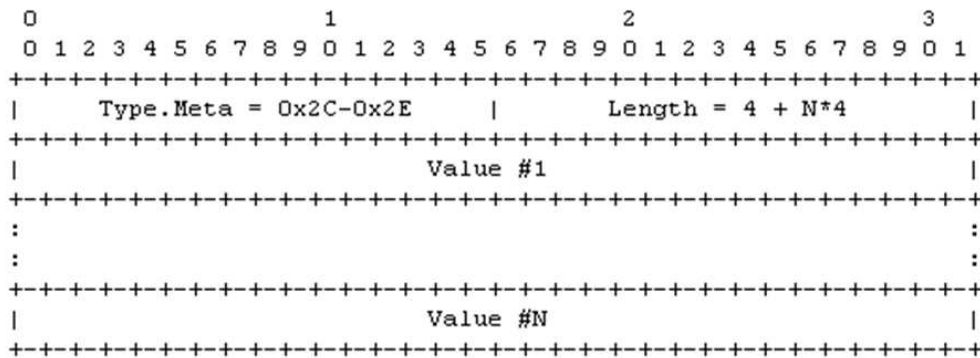 0                   1                   2                   3
 0 1 2 3 4 5 6 7 8 9 0 1 2 3 4 5 6 7 8 9 0 1 2 3 4 5 6 7 8 9 0 1
+-+-+-+-+-+-+-+-+-+-+-+-+-+-+-+-+-+-+-+-+-+-+-+-+-+-+-+-+-+-+-+-+
|     Type.Meta = 0x2C-0x2E     |       Length = 4 + N*4        |
+-+-+-+-+-+-+-+-+-+-+-+-+-+-+-+-+-+-+-+-+-+-+-+-+-+-+-+-+-+-+-+-+
|                           Value #1                            |
+-+-+-+-+-+-+-+-+-+-+-+-+-+-+-+-+-+-+-+-+-+-+-+-+-+-+-+-+-+-+-+-+
:                                                               :
:                                                               :
+-+-+-+-+-+-+-+-+-+-+-+-+-+-+-+-+-+-+-+-+-+-+-+-+-+-+-+-+-+-+-+-+
|                           Value #N                            |
+-+-+-+-+-+-+-+-+-+-+-+-+-+-+-+-+-+-+-+-+-+-+-+-+-+-+-+-+-+-+-+-+